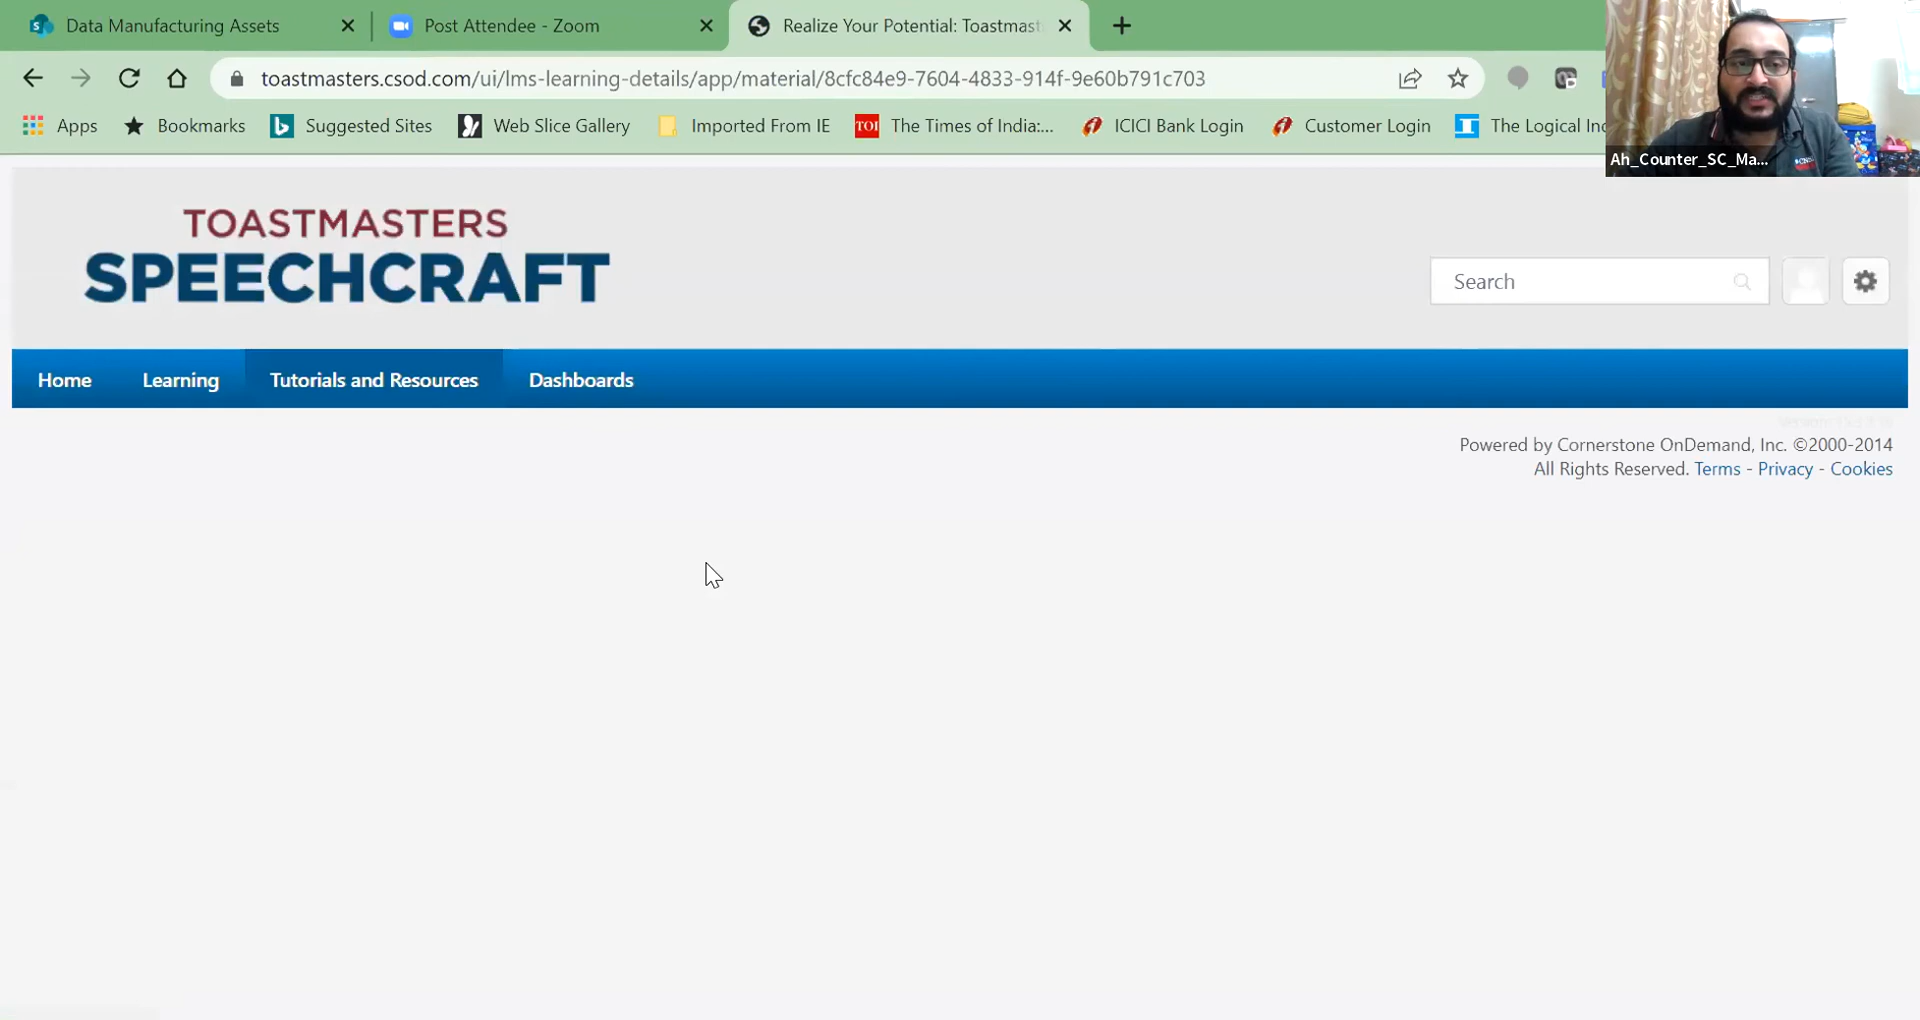 Data Manufacturing Assets
Post Attendee - Zoom
Realize Your Potential: Toastmast
toastmasters.csod.com/ui/lms-learning-details/app/material/8cfc84e9-7604-4833-914f-9e60b791c703
Apps
Bookmarks
Suggested Sites
Web Slice Gallery
Imported From IE
TOI
The Times of India:...
ICICI Bank Login
Customer Login
The Logical Ind
Ah_Counter_SC_Ma...
TOASTMASTERS
SPEECHCRAFT
Search
Home
Learning
Tutorials and Resources
Dashboards
Powered by Cornerstone OnDemand, Inc. ©2000-2014
All Rights Reserved. Terms - Privacy - Cookies